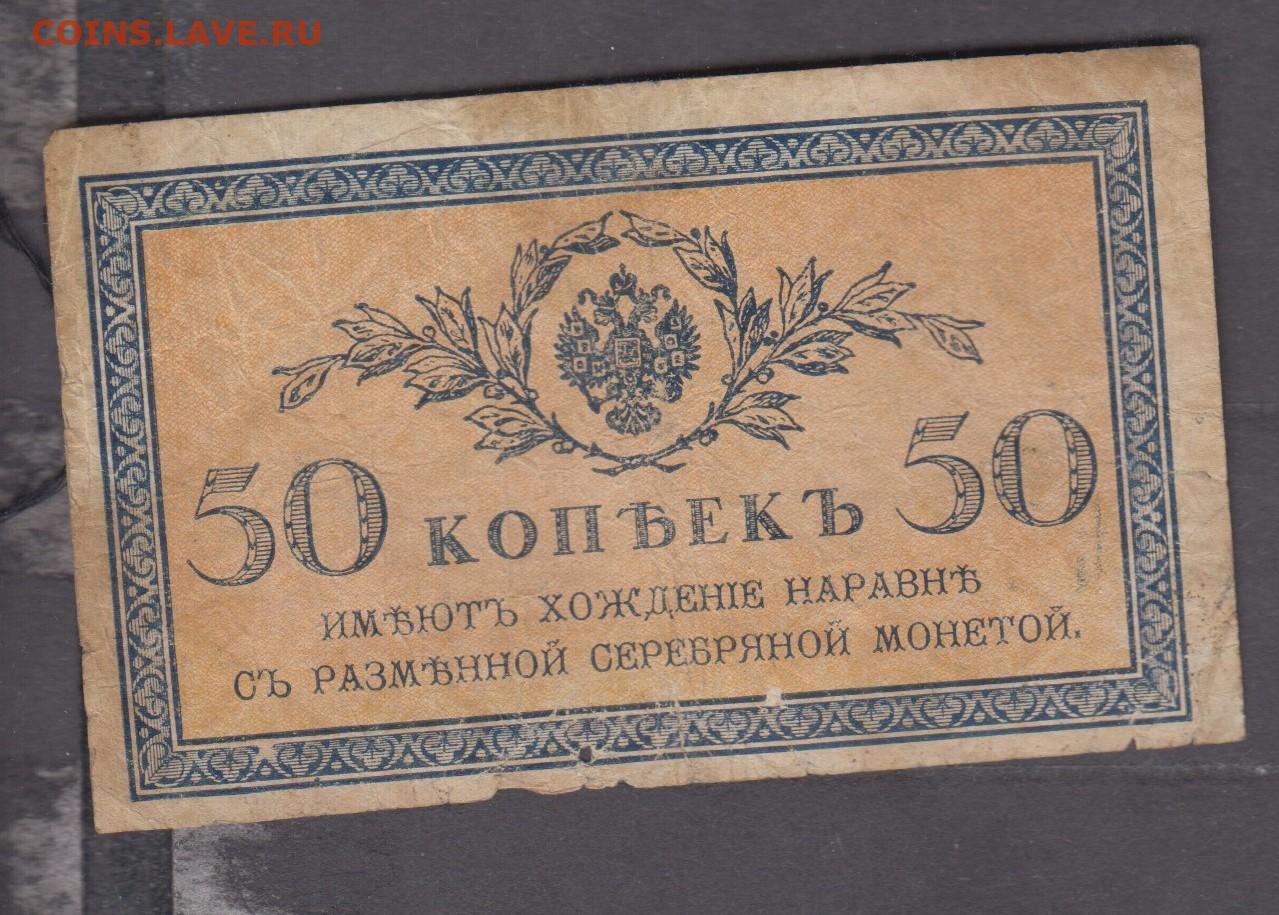 COINS.LAVE.RU
50 КОПѢЕКЪ 50
ИМѢЮТЪ ХОЖДЕНІЕ НАРАВНѢ
СЪ РАЗМѢННОЙ СЕРЕБРЯНОЙ МОНЕТОЙ.